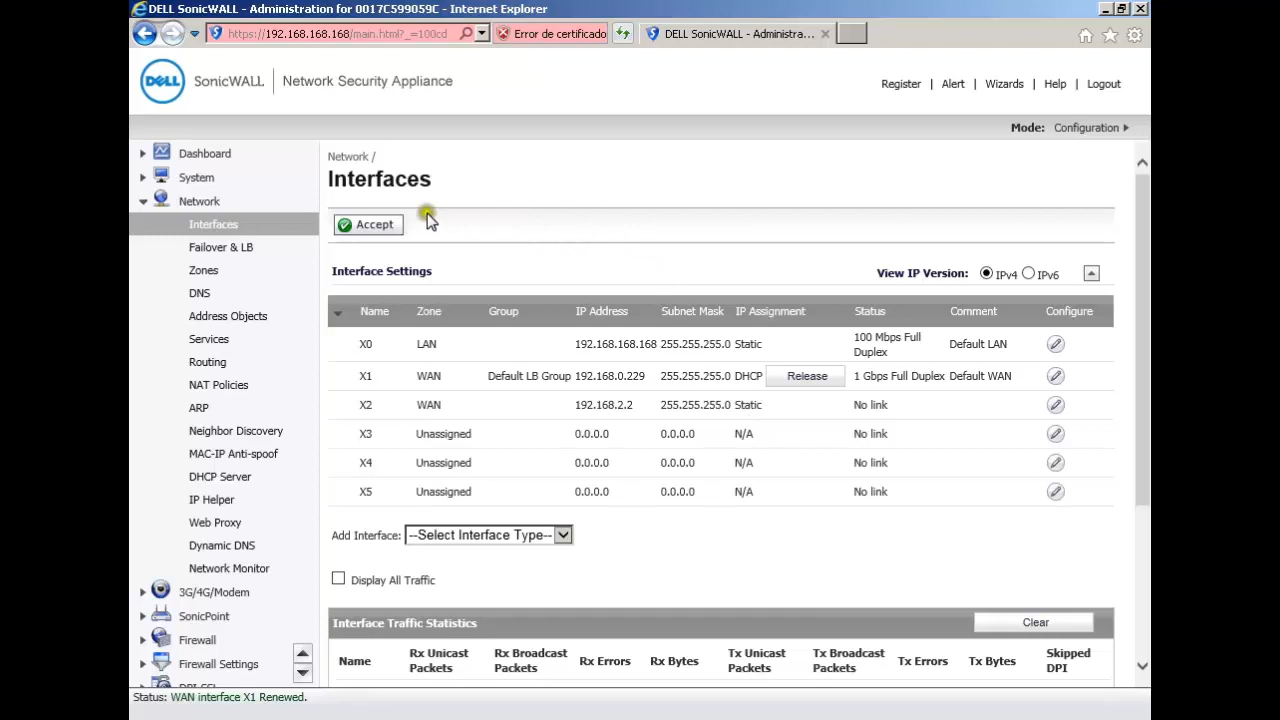 DELL SonicWALL - Administration for 0017C599059C - Internet Explorer
https://192.168.168.168/main.html?_=100cd
Error de certificado
DELL SonicWALL - Administra...
DELL
SonicWALL
Network Security Appliance
Register | Alert | Wizards | Help | Logout
Mode: Configuration
Dashboard
System
Network
Interfaces
Failover & LB
Zones
DNS
Address Objects
Services
Routing
NAT Policies
ARP
Neighbor Discovery
MAC-IP Anti-spoof
DHCP Server
IP Helper
Web Proxy
Dynamic DNS
Network Monitor
3G/4G/Modem
SonicPoint
Firewall
Firewall Settings
DPI-SSL
Network /
Interfaces
Accept
Interface Settings
View IP Version: IPv4 IPv6
Name Zone Group IP Address Subnet Mask IP Assignment Status Comment Configure
X0 LAN 192.168.168.168 255.255.255.0 Static 100 Mbps Full Duplex Default LAN
X1 WAN Default LB Group 192.168.0.229 255.255.255.0 DHCP Release 1 Gbps Full Duplex Default WAN
X2 WAN 192.168.2.2 255.255.255.0 Static No link
X3 Unassigned 0.0.0.0 0.0.0.0 N/A No link
X4 Unassigned 0.0.0.0 0.0.0.0 N/A No link
X5 Unassigned 0.0.0.0 0.0.0.0 N/A No link
Add Interface: --Select Interface Type--
Display All Traffic
Interface Traffic Statistics
Clear
Name Rx Unicast Packets Rx Broadcast Packets Rx Errors Rx Bytes Tx Unicast Packets Tx Broadcast Packets Tx Errors Tx Bytes Skipped DPI
Status: WAN interface X1 Renewed.